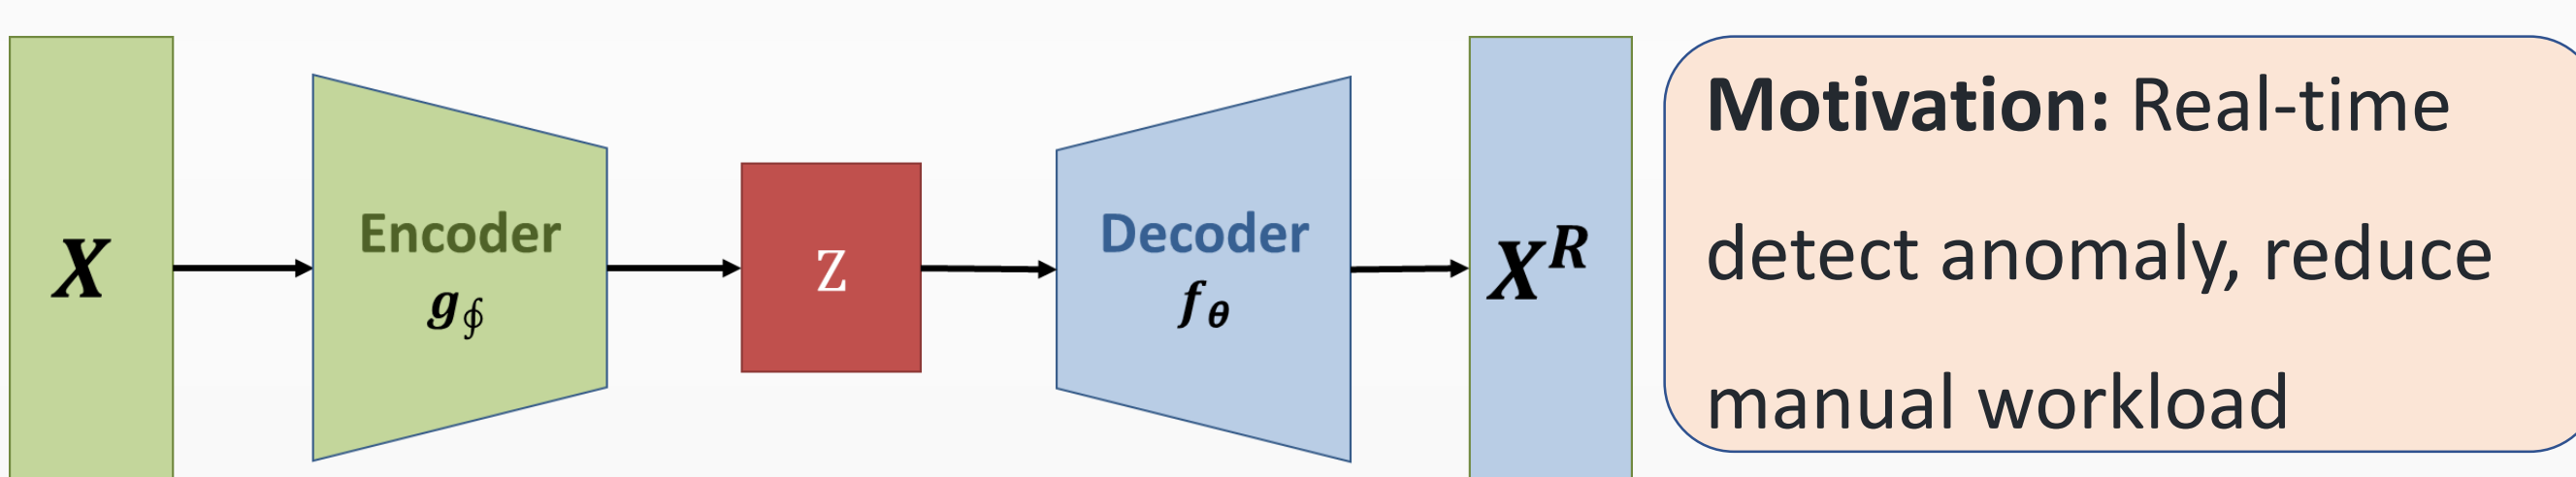 X
Encoder
g∮
Z
Decoder
fθ
X^R
Motivation: Real-time
detect anomaly, reduce
manual workload